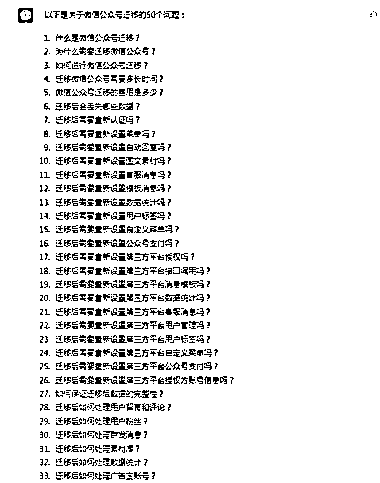 以下是关于微信公众号迁移的50个问题：
1. 什么是微信公众号迁移？
2. 为什么需要迁移微信公众号？
3. 如何进行微信公众号迁移？
4. 迁移微信公众号需要多长时间？
5. 微信公众号迁移的费用是多少？
6. 迁移后会丢失哪些数据？
7. 迁移后需要重新认证吗？
8. 迁移后需要重新设置菜单吗？
9. 迁移后需要重新设置自动回复吗？
10. 迁移后需要重新设置图文素材吗？
11. 迁移后需要重新设置客服消息吗？
12. 迁移后需要重新设置模板消息吗？
13. 迁移后需要重新设置数据统计吗？
14. 迁移后需要重新设置用户标签吗？
15. 迁移后需要重新设置自定义菜单吗？
16. 迁移后需要重新设置公众号支付吗？
17. 迁移后需要重新设置第三方平台授权吗？
18. 迁移后需要重新设置第三方平台接口调用吗？
19. 迁移后需要重新设置第三方平台消息模板吗？
20. 迁移后需要重新设置第三方平台数据统计吗？
21. 迁移后需要重新设置第三方平台客服消息吗？
22. 迁移后需要重新设置第三方平台用户管理吗？
23. 迁移后需要重新设置第三方平台用户标签吗？
24. 迁移后需要重新设置第三方平台自定义菜单吗？
25. 迁移后需要重新设置第三方平台公众号支付吗？
26. 迁移后需要重新设置第三方平台授权方账号信息吗？
27. 如何保证迁移后数据的完整性？
28. 迁移后如何处理用户留言和评论？
29. 迁移后如何处理用户粉丝？
30. 迁移后如何处理群发消息？
31. 迁移后如何处理素材库？
32. 迁移后如何处理数据统计？
33. 迁移后如何处理广告主账号？